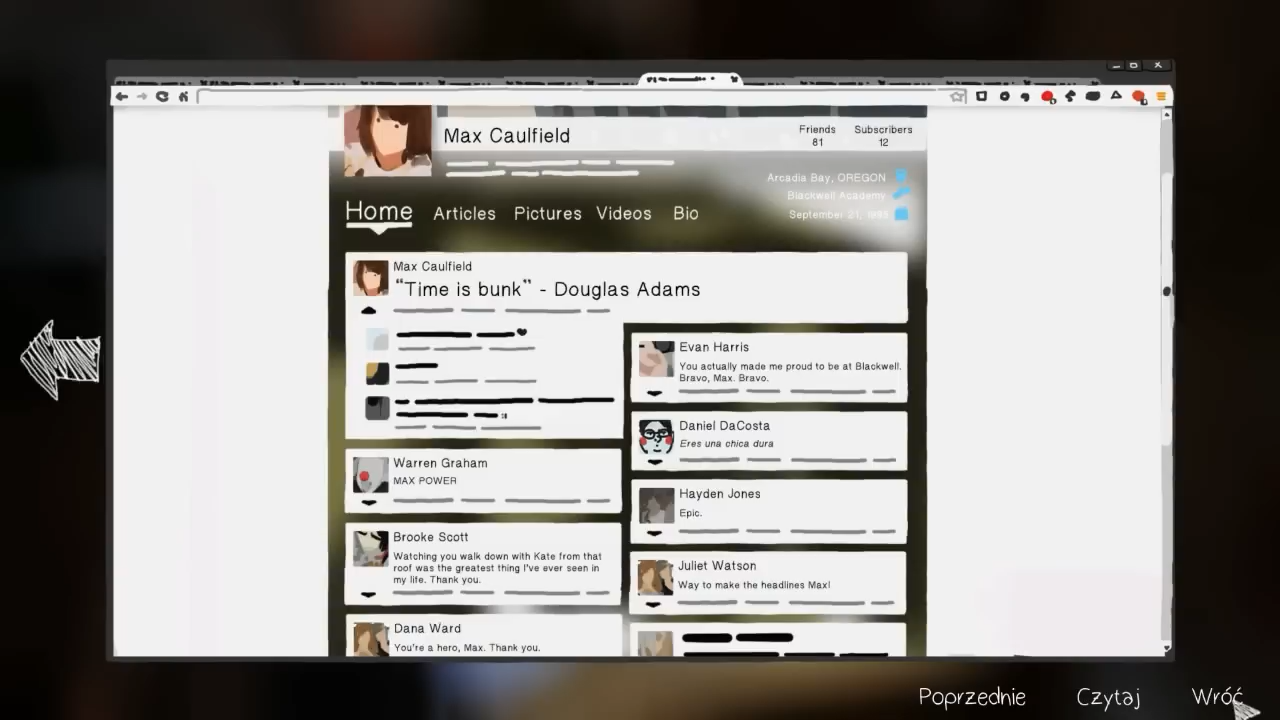 Max Caulfield
Friends
81
Subscribers
12
Arcadia Bay, OREGON
Blackwell Academy
September 21, 1995
Home Articles Pictures Videos Bio
Max Caulfield
“Time is bunk” - Douglas Adams
Warren Graham
MAX POWER
Brooke Scott
Watching you walk down with Kate from that
roof was the greatest thing I've ever seen in
my life. Thank you.
Dana Ward
You're a hero, Max. Thank you.
Evan Harris
You actually made me proud to be at Blackwell.
Bravo, Max. Bravo.
Daniel DaCosta
Eres una chica dura
Hayden Jones
Epic.
Juliet Watson
Way to make the headlines Max!
Poprzednie Czytaj Wróć